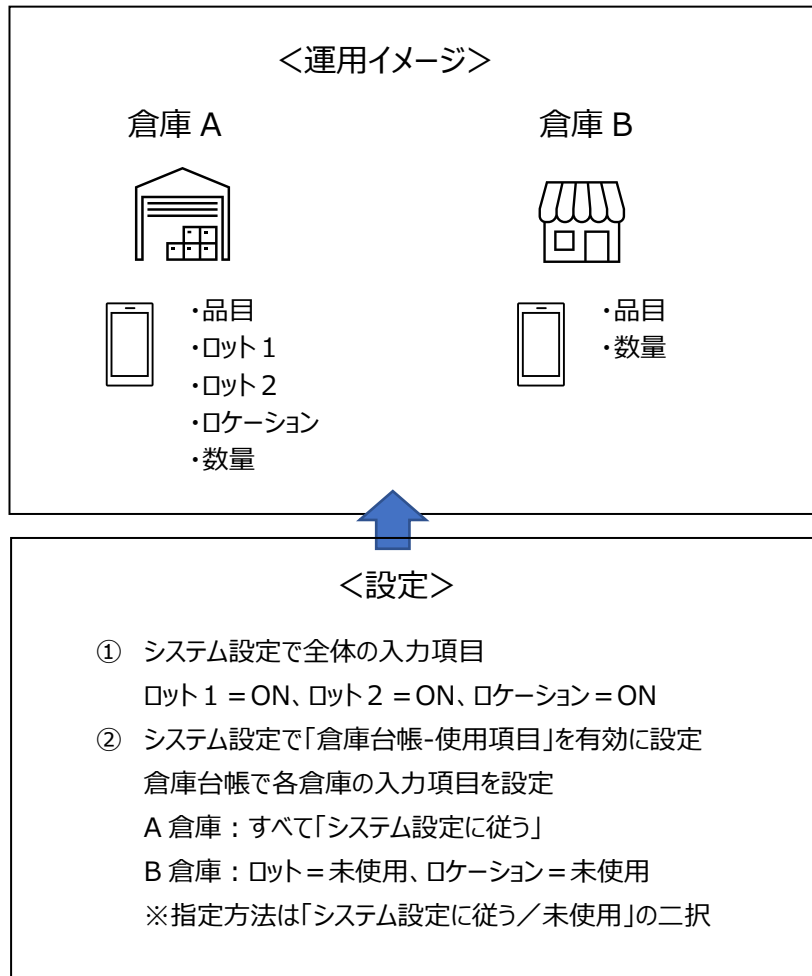 ＜運用イメージ＞
倉庫 A
倉庫 B
・品目
・ロット１
・ロット２
・ロケーション
・数量
・品目
・数量
＜設定＞
① システム設定で全体の入力項目
ロット１＝ON、ロット２＝ON、ロケーション＝ON
② システム設定で「倉庫台帳-使用項目」を有効に設定
倉庫台帳で各倉庫の入力項目を設定
A 倉庫：すべて「システム設定に従う」
B 倉庫：ロット＝未使用、ロケーション＝未使用
※指定方法は「システム設定に従う／未使用」の二択